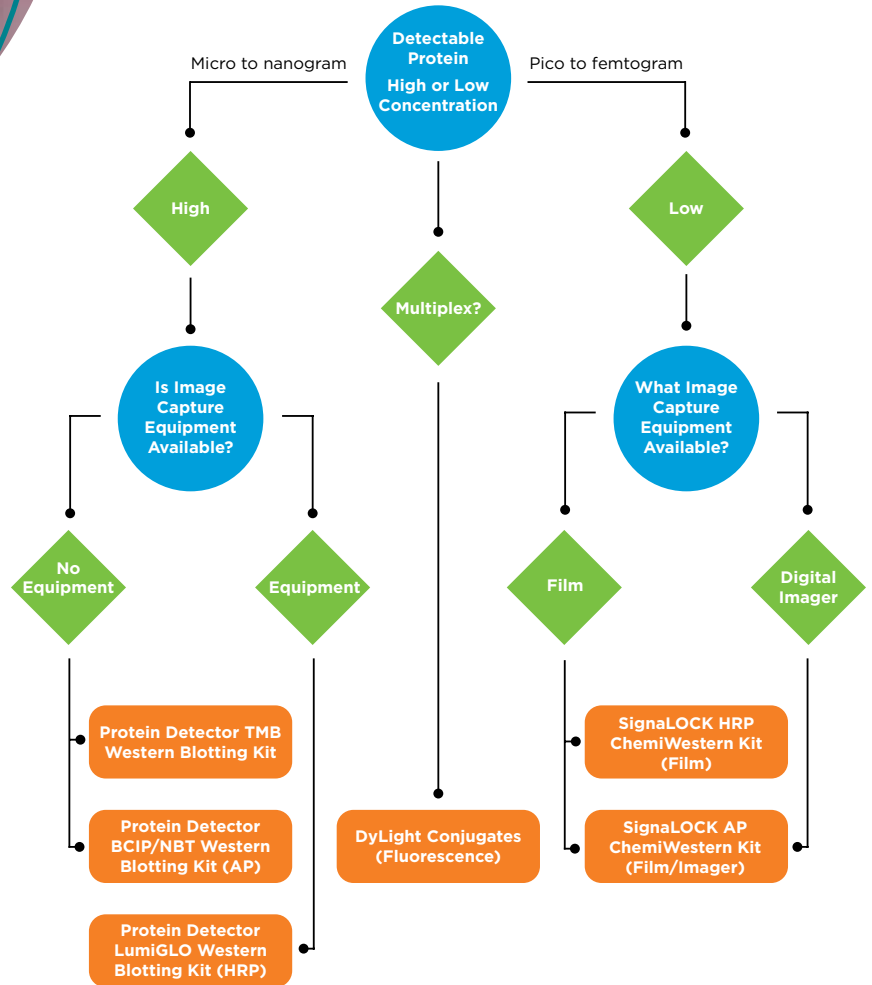 Detectable
Protein
High or Low
Concentration
Micro to nanogram
Pico to femtogram
High
Low
Multiplex?
Is Image
Capture
Equipment
Available?
What Image
Capture
Equipment
Available?
No
Equipment
Equipment
Film
Digital
Imager
Protein Detector TMB
Western Blotting Kit
Protein Detector
BCIP/NBT Western
Blotting Kit (AP)
Protein Detector
LumiGLO Western
Blotting Kit (HRP)
DyLight Conjugates
(Fluorescence)
SignaLOCK HRP
ChemiWestern Kit
(Film)
SignaLOCK AP
ChemiWestern Kit
(Film/Imager)